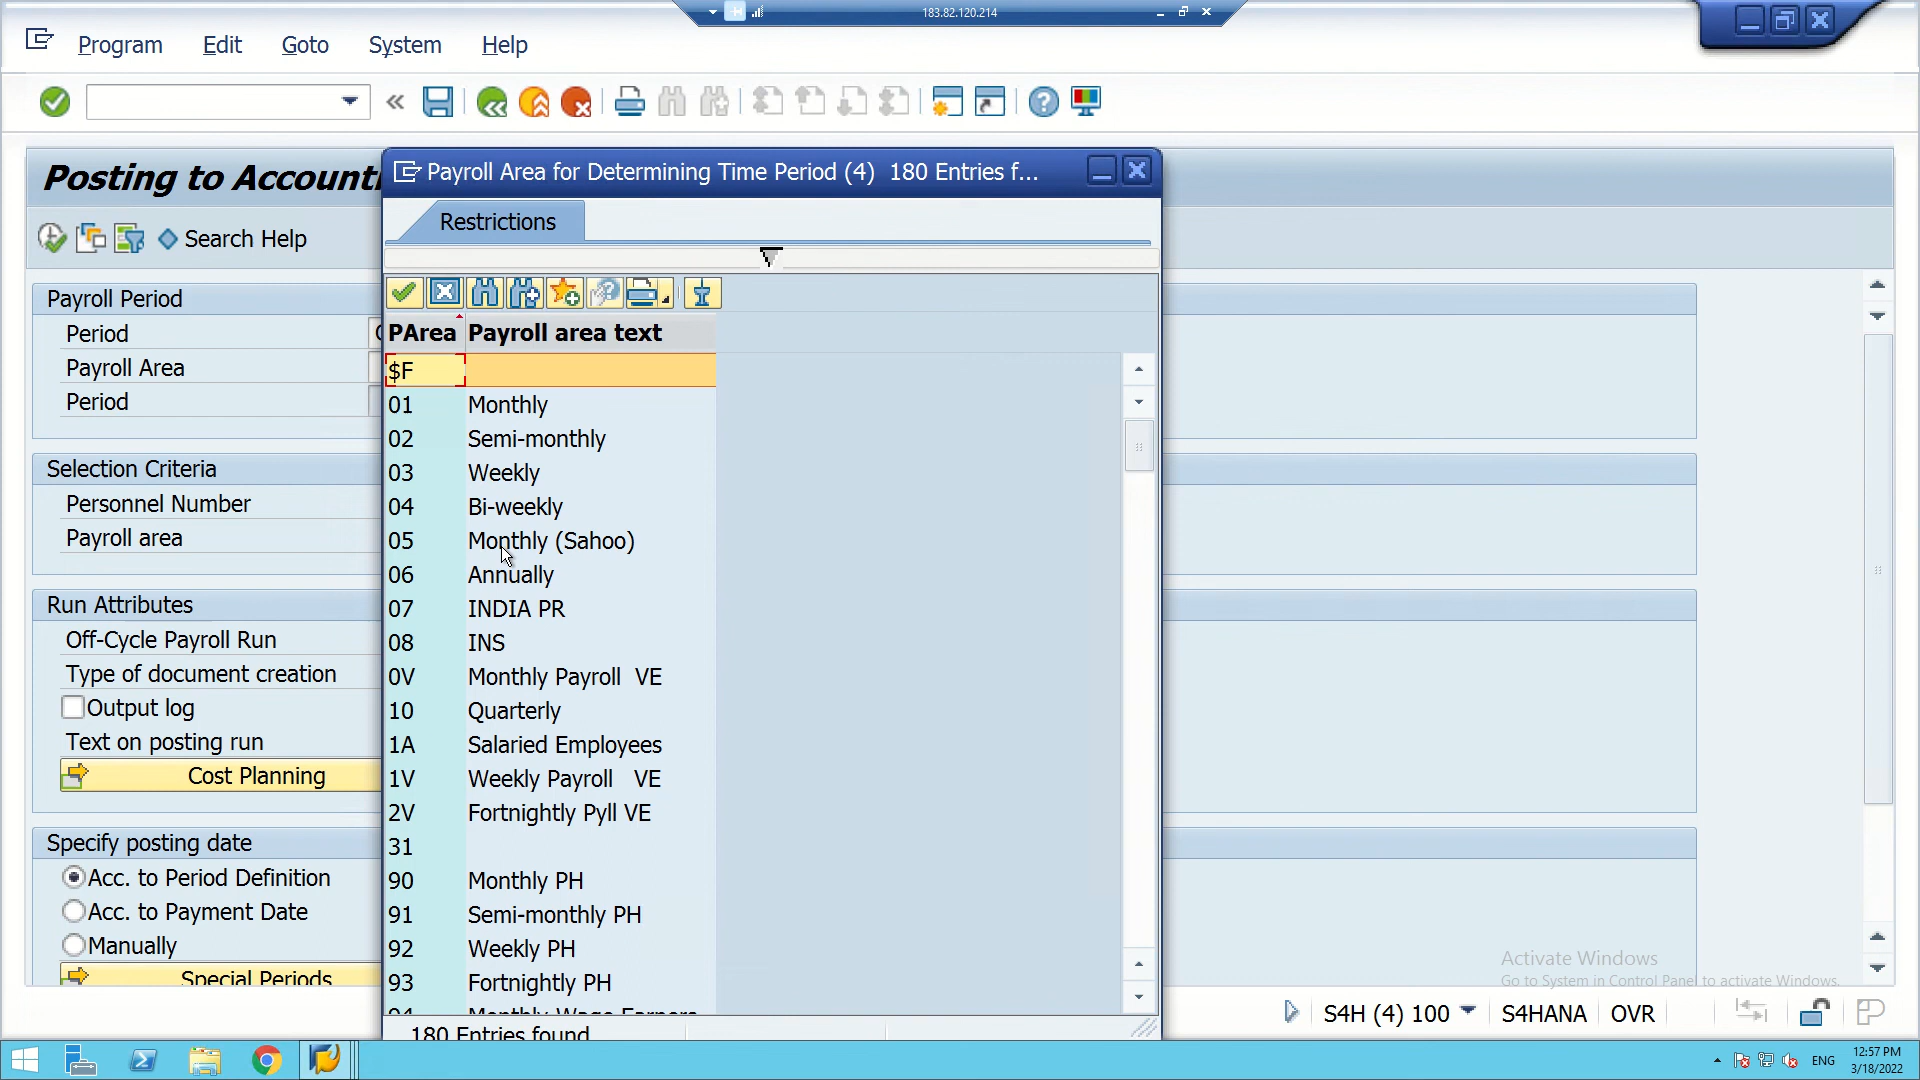 183.82.120.214
Program Edit Goto System Help
Posting to Account
Search Help
Payroll Area for Determining Time Period (4) 180 Entries f...
Restrictions
PArea Payroll area text
$F
01 Monthly
02 Semi-monthly
03 Weekly
04 Bi-weekly
05 Monthly (Sahoo)
06 Annually
07 INDIA PR
08 INS
0V Monthly Payroll VE
10 Quarterly
1A Salaried Employees
1V Weekly Payroll VE
2V Fortnightly Pyll VE
31
90 Monthly PH
91 Semi-monthly PH
92 Weekly PH
93 Fortnightly PH
94 Monthly Wage Earners
180 Entries found
Payroll Period
Period
Payroll Area
Period
Selection Criteria
Personnel Number
Payroll area
Run Attributes
Off-Cycle Payroll Run
Type of document creation
Output log
Text on posting run
Cost Planning
Specify posting date
Acc. to Period Definition
Acc. to Payment Date
Manually
Special Periods
Activate Windows
Go to System in Control Panel to activate Windows.
S4H (4) 100 S4HANA OVR
ENG
12:57 PM
3/18/2022